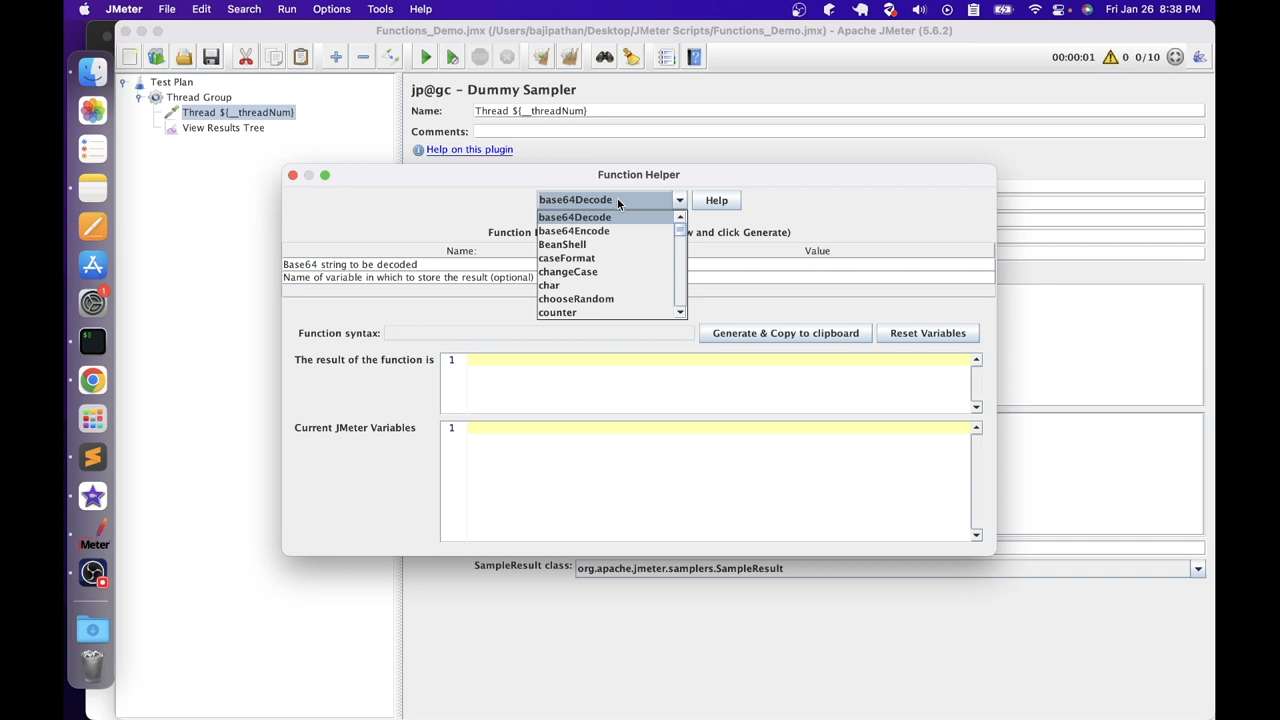 JMeter File Edit Search Run Options Tools Help Fri Jan 26 8:38 PM
Functions_Demo.jmx (/Users/bajipathan/Desktop/JMeter Scripts/Functions_Demo.jmx) - Apache JMeter (5.6.2)
00:00:01 0 0/10
Test Plan
Thread Group
Thread ${__threadNum}
View Results Tree
jp@gc - Dummy Sampler
Name: Thread ${__threadNum}
Comments:
Help on this plugin
Function Helper
base64Decode Help
base64Decode
base64Encode
BeanShell
caseFormat
changeCase
char
chooseRandom
counter
and click Generate)
Name: Value
Base64 string to be decoded
Name of variable in which to store the result (optional)
Function syntax: Generate & Copy to clipboard Reset Variables
The result of the function is 1
Current JMeter Variables 1
SampleResult class: org.apache.jmeter.samplers.SampleResult
1
Meter